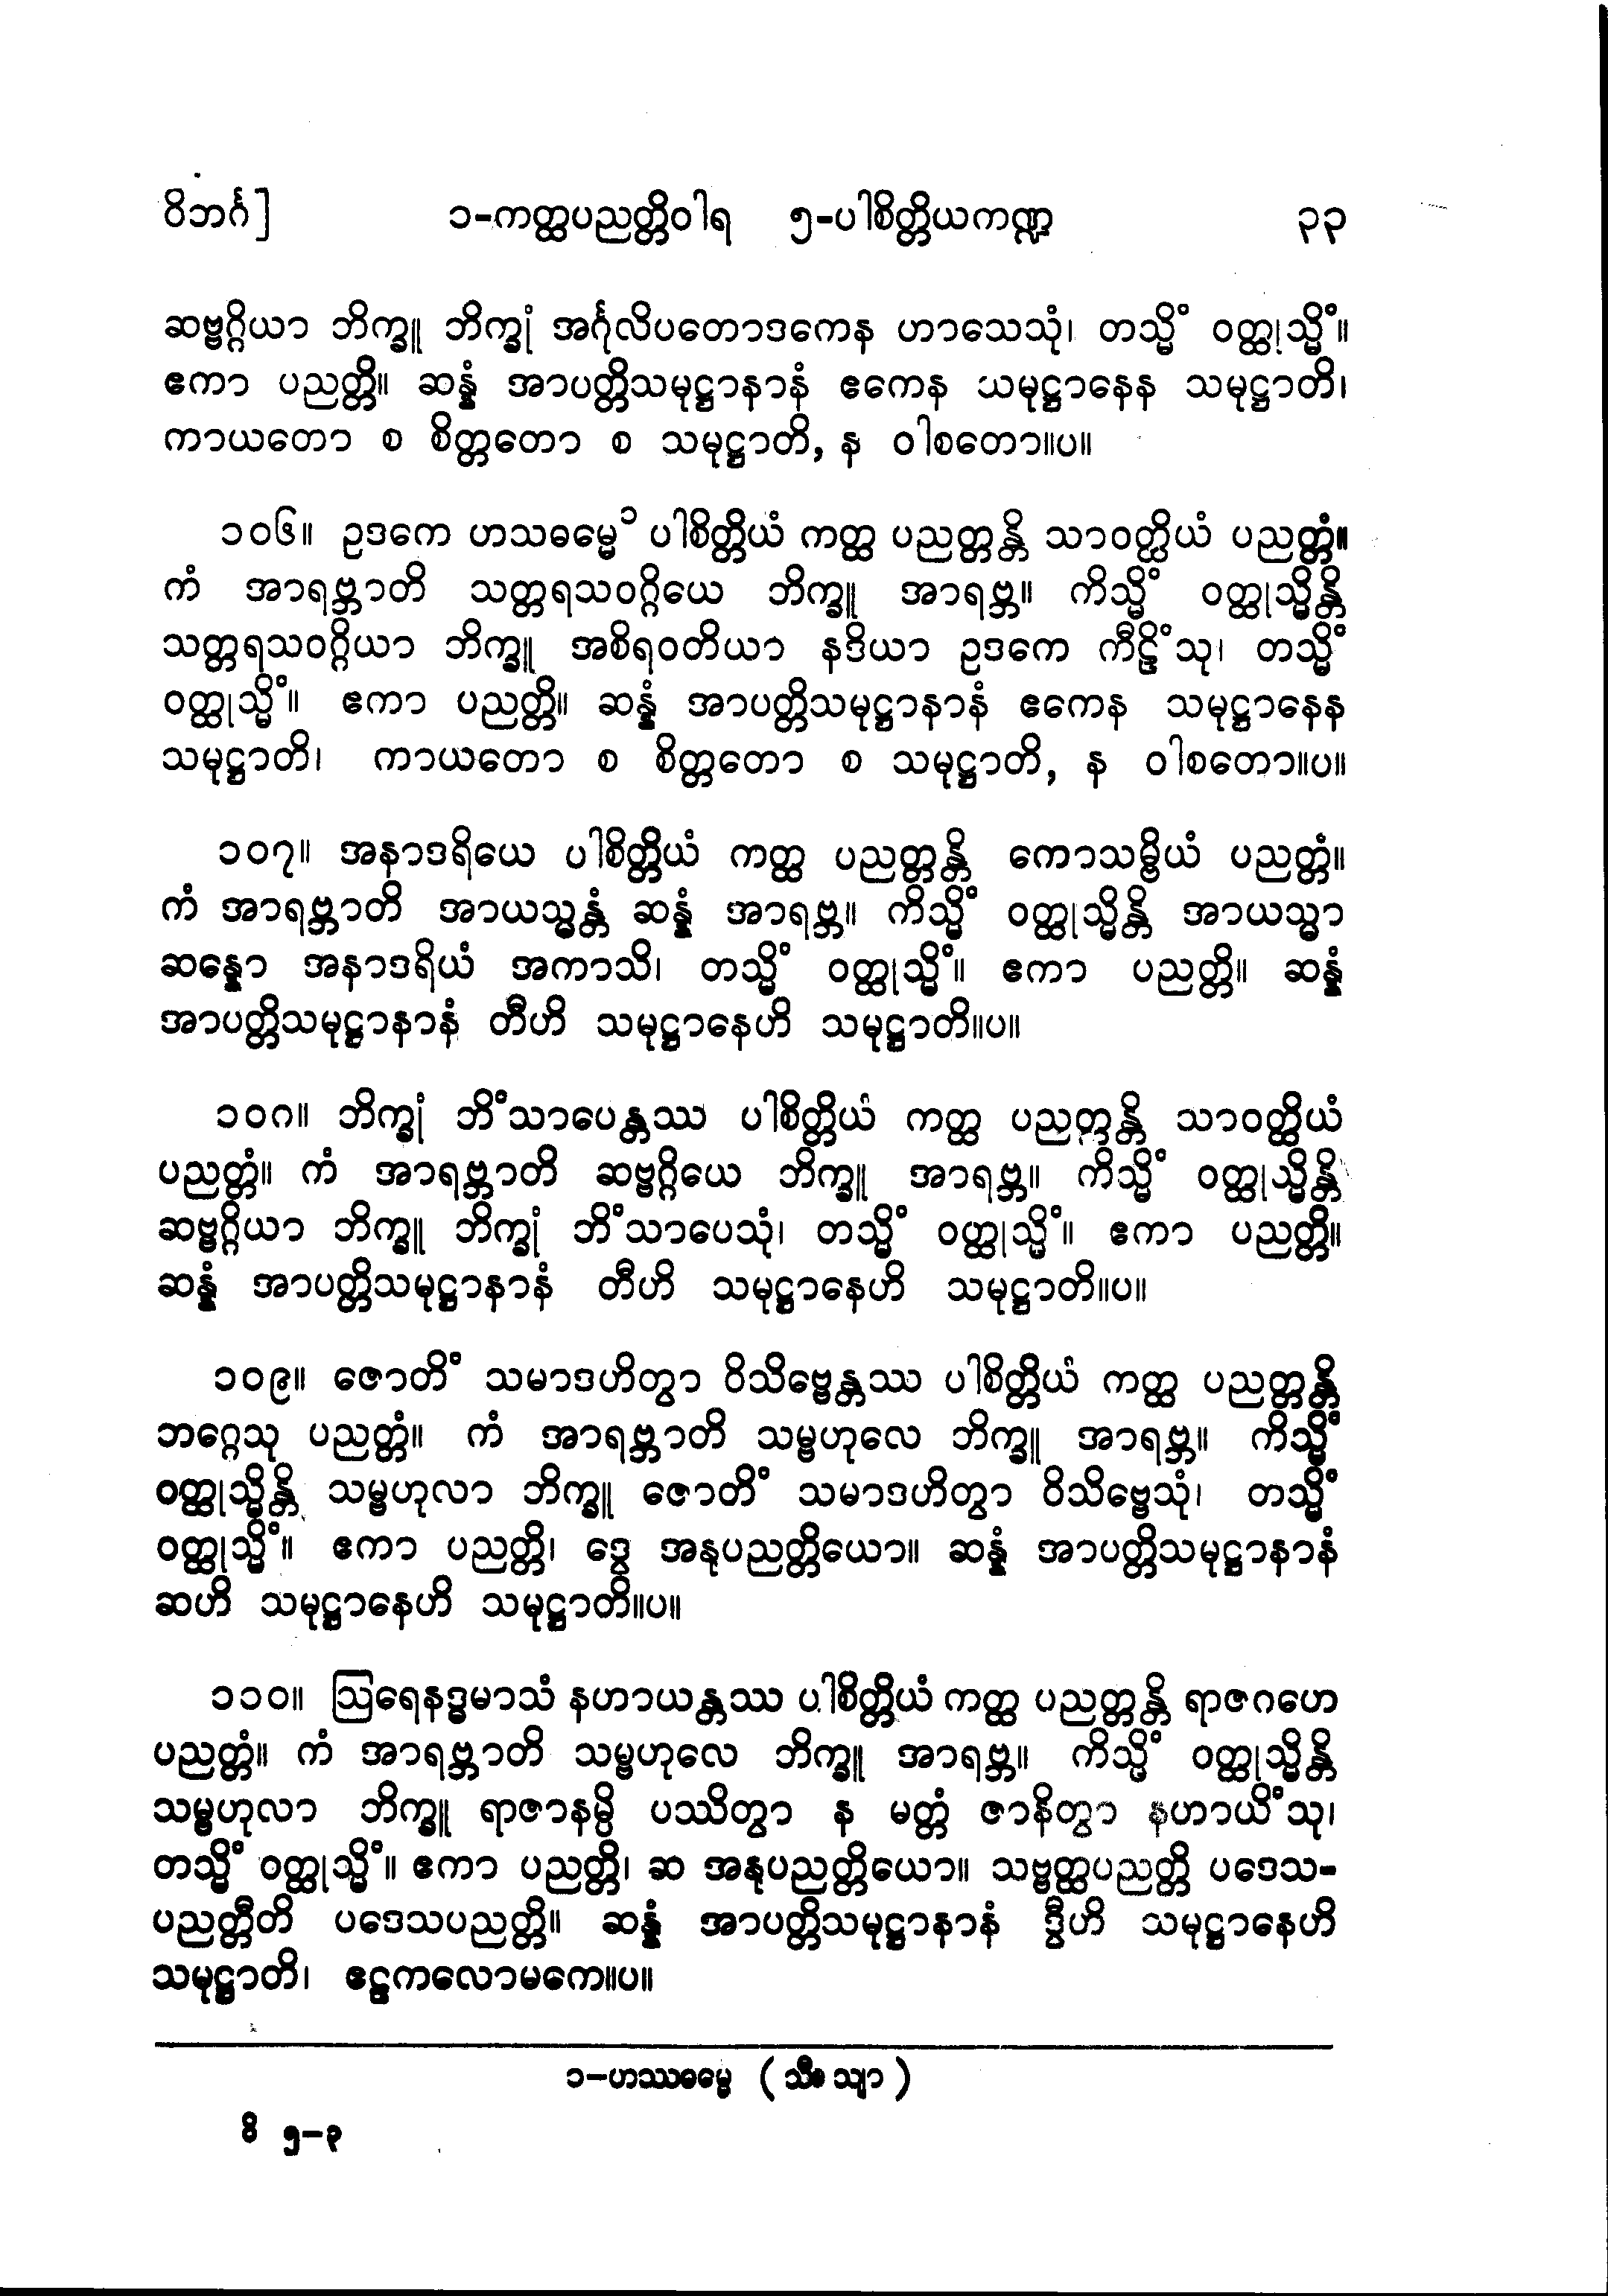 ဝိဘင်္ဂ] ၁-ကတ္ထပညတ္တိဝါရ ၅-ပါစိတ္တိယကဏ္ဍ ၃၃
ဆဗ္ဗဂ္ဂိယာ ဘိက္ခူ ဘိက္ခုံ အင်္ဂုလိပတောဒကေန ဟာသေသုံ၊ တသ္မိံ ဝတ္ထုသ္မိံ။
ဧကာ ပညတ္တိ။ ဆန္နံ အာပတ္တိသမုဋ္ဌာနာနံ ဧကေန သမုဋ္ဌာနေန သမုဋ္ဌာတိ၊
ကာယတော စ စိတ္တတော စ သမုဋ္ဌာတိ, န ဝါစတော။ပ။
၁၀၆။ ဥဒကေ ဟသဓမ္မေ ၁ ပါစိတ္တိယံ ကတ္ထ ပညတ္တန္တိ သာဝတ္ထိယံ ပညတ္တံ။
ကံ အာရဗ္ဘာတိ သတ္တရသဝဂ္ဂိယေ ဘိက္ခူ အာရဗ္ဘ။ ကိသ္မိံ ဝတ္ထုသ္မိန္တိ
သတ္တရသဝဂ္ဂိယာ ဘိက္ခူ အစိရဝတိယာ နဒိယာ ဥဒကေ ကီဠိံသု၊ တသ္မိံ
ဝတ္ထုသ္မိံ။ ဧကာ ပညတ္တိ။ ဆန္နံ အာပတ္တိသမုဋ္ဌာနာနံ ဧကေန သမုဋ္ဌာနေန
သမုဋ္ဌာတိ၊ ကာယတော စ စိတ္တတော စ သမုဋ္ဌာတိ, န ဝါစတော။ပ။
၁၀၇။ အနာဒရိယေ ပါစိတ္တိယံ ကတ္ထ ပညတ္တန္တိ ကောသမ္ဗိယံ ပညတ္တံ။
ကံ အာရဗ္ဘာတိ အာယသ္မန္တံ ဆန္နံ အာရဗ္ဘ။ ကိသ္မိံ ဝတ္ထုသ္မိန္တိ အာယသ္မာ
ဆန္နော အနာဒရိယံ အကာသိ၊ တသ္မိံ ဝတ္ထုသ္မိံ။ ဧကာ ပညတ္တိ။ ဆန္နံ
အာပတ္တိသမုဋ္ဌာနာနံ တီဟိ သမုဋ္ဌာနေဟိ သမုဋ္ဌာတိ။ပ။
၁၀၈။ ဘိက္ခုံ ဘိံသာပေန္တဿ ပါစိတ္တိယံ ကတ္ထ ပညတ္တန္တိ သာဝတ္ထိယံ
ပညတ္တံ။ ကံ အာရဗ္ဘာတိ ဆဗ္ဗဂ္ဂိယေ ဘိက္ခူ အာရဗ္ဘ။ ကိသ္မိံ ဝတ္ထုသ္မိန္တိ
ဆဗ္ဗဂ္ဂိယာ ဘိက္ခူ ဘိက္ခုံ ဘိံသာပေသုံ၊ တသ္မိံ ဝတ္ထုသ္မိံ။ ဧကာ ပညတ္တိ။
ဆန္နံ အာပတ္တိသမုဋ္ဌာနာနံ တီဟိ သမုဋ္ဌာနေဟိ သမုဋ္ဌာတိ။ပ။
၁၀၉။ ဇောတိံ သမာဒဟိတွာ ဝိသိဗ္ဗေန္တဿ ပါစိတ္တိယံ ကတ္ထ ပညတ္တန္တိ
ဘဂ္ဂေသု ပညတ္တံ။ ကံ အာရဗ္ဘာတိ သမ္ဗဟုလေ ဘိက္ခူ အာရဗ္ဘ။ ကိသ္မိံ
ဝတ္ထုသ္မိန္တိ သမ္ဗဟုလာ ဘိက္ခူ ဇောတိံ သမာဒဟိတွာ ဝိသိဗ္ဗေသုံ၊ တသ္မိံ
ဝတ္ထုသ္မိံ။ ဧကာ ပညတ္တိ၊ ဒွေ အနုပညတ္တိယော။ ဆန္နံ အာပတ္တိသမုဋ္ဌာနာနံ
ဆဟိ သမုဋ္ဌာနေဟိ သမုဋ္ဌာတိ။ပ။
၁၁၀။ ဩရေနဒ္ဓမာသံ နဟာယန္တဿ ပါစိတ္တိယံ ကတ္ထ ပညတ္တန္တိ ရာဇဂဟေ
ပညတ္တံ။ ကံ အာရဗ္ဘာတိ သမ္ဗဟုလေ ဘိက္ခူ အာရဗ္ဘ။ ကိသ္မိံ ဝတ္ထုသ္မိန္တိ
သမ္ဗဟုလာ ဘိက္ခူ ရာဇာနမ္ပိ ပဿိတွာ န မတ္တံ ဇာနိတွာ နဟာယိံသု၊
တသ္မိံ ဝတ္ထုသ္မိံ။ ဧကာ ပညတ္တိ၊ ဆ အနုပညတ္တိယော။ သဗ္ဗတ္ထပညတ္တိ ပဒေသ-
ပညတ္တီတိ ပဒေသပညတ္တိ။ ဆန္နံ အာပတ္တိသမုဋ္ဌာနာနံ ဒွီဟိ သမုဋ္ဌာနေဟိ
သမုဋ္ဌာတိ၊ ဧဠကလောမကေ။ပ။
၁-ဟဿဓမ္မေ (သီ၊ သျာ)
ဝိ ၅-၃